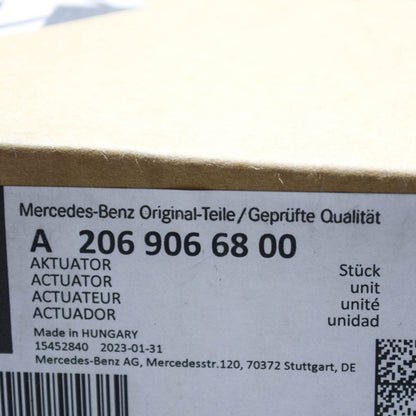 Mercedes-Benz Original-Teile/Geprüfte Qualität
A 206 906 68 00
AKTUATOR
ACTUATOR
ACTUATEUR
ACTUADOR
Stück
unit
unité
unidad
Made in HUNGARY
15452840 2023-01-31
Mercedes-Benz AG, Mercedesstr.120, 70372 Stuttgart, DE